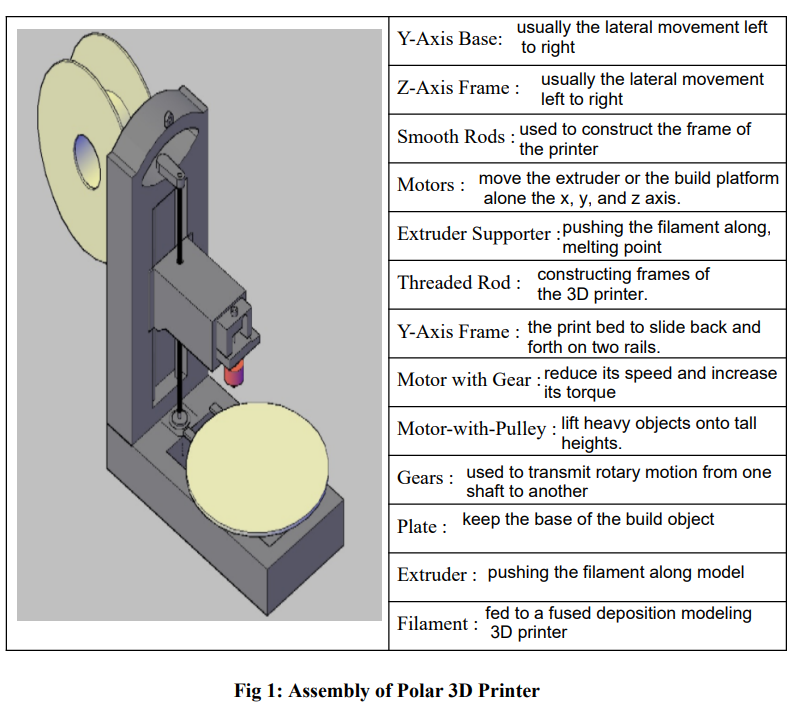 Y-Axis Base: usually the lateral movement left
to right
Z-Axis Frame : usually the lateral movement
left to right
Smooth Rods : used to construct the frame of
the printer
Motors : move the extruder or the build platform
alone the x, y, and z axis.
Extruder Supporter : pushing the filament along,
melting point
Threaded Rod : constructing frames of
the 3D printer.
Y-Axis Frame : the print bed to slide back and
forth on two rails.
Motor with Gear : reduce its speed and increase
its torque
Motor-with-Pulley : lift heavy objects onto tall
heights.
Gears : used to transmit rotary motion from one
shaft to another
Plate : keep the base of the build object
Extruder : pushing the filament along model
Filament : fed to a fused deposition modeling
3D printer
Fig 1: Assembly of Polar 3D Printer